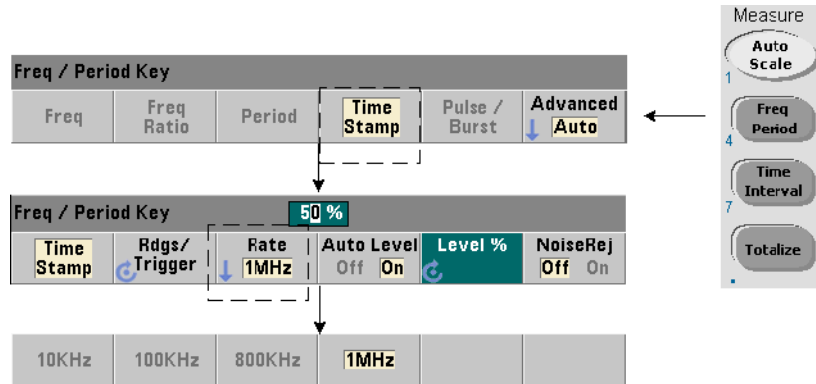 Measure
Auto
Scale
1
Freq
Period
4
Time
Interval
7
Totalize
.
Freq / Period Key
Freq
Freq
Ratio
Period
Time
Stamp
Pulse /
Burst
Advanced
Auto
Freq / Period Key
50 %
Time
Stamp
Rdgs/
Trigger
Rate
1MHz
Auto Level
Off On
Level %
NoiseRej
Off On
10KHz
100KHz
800KHz
1MHz